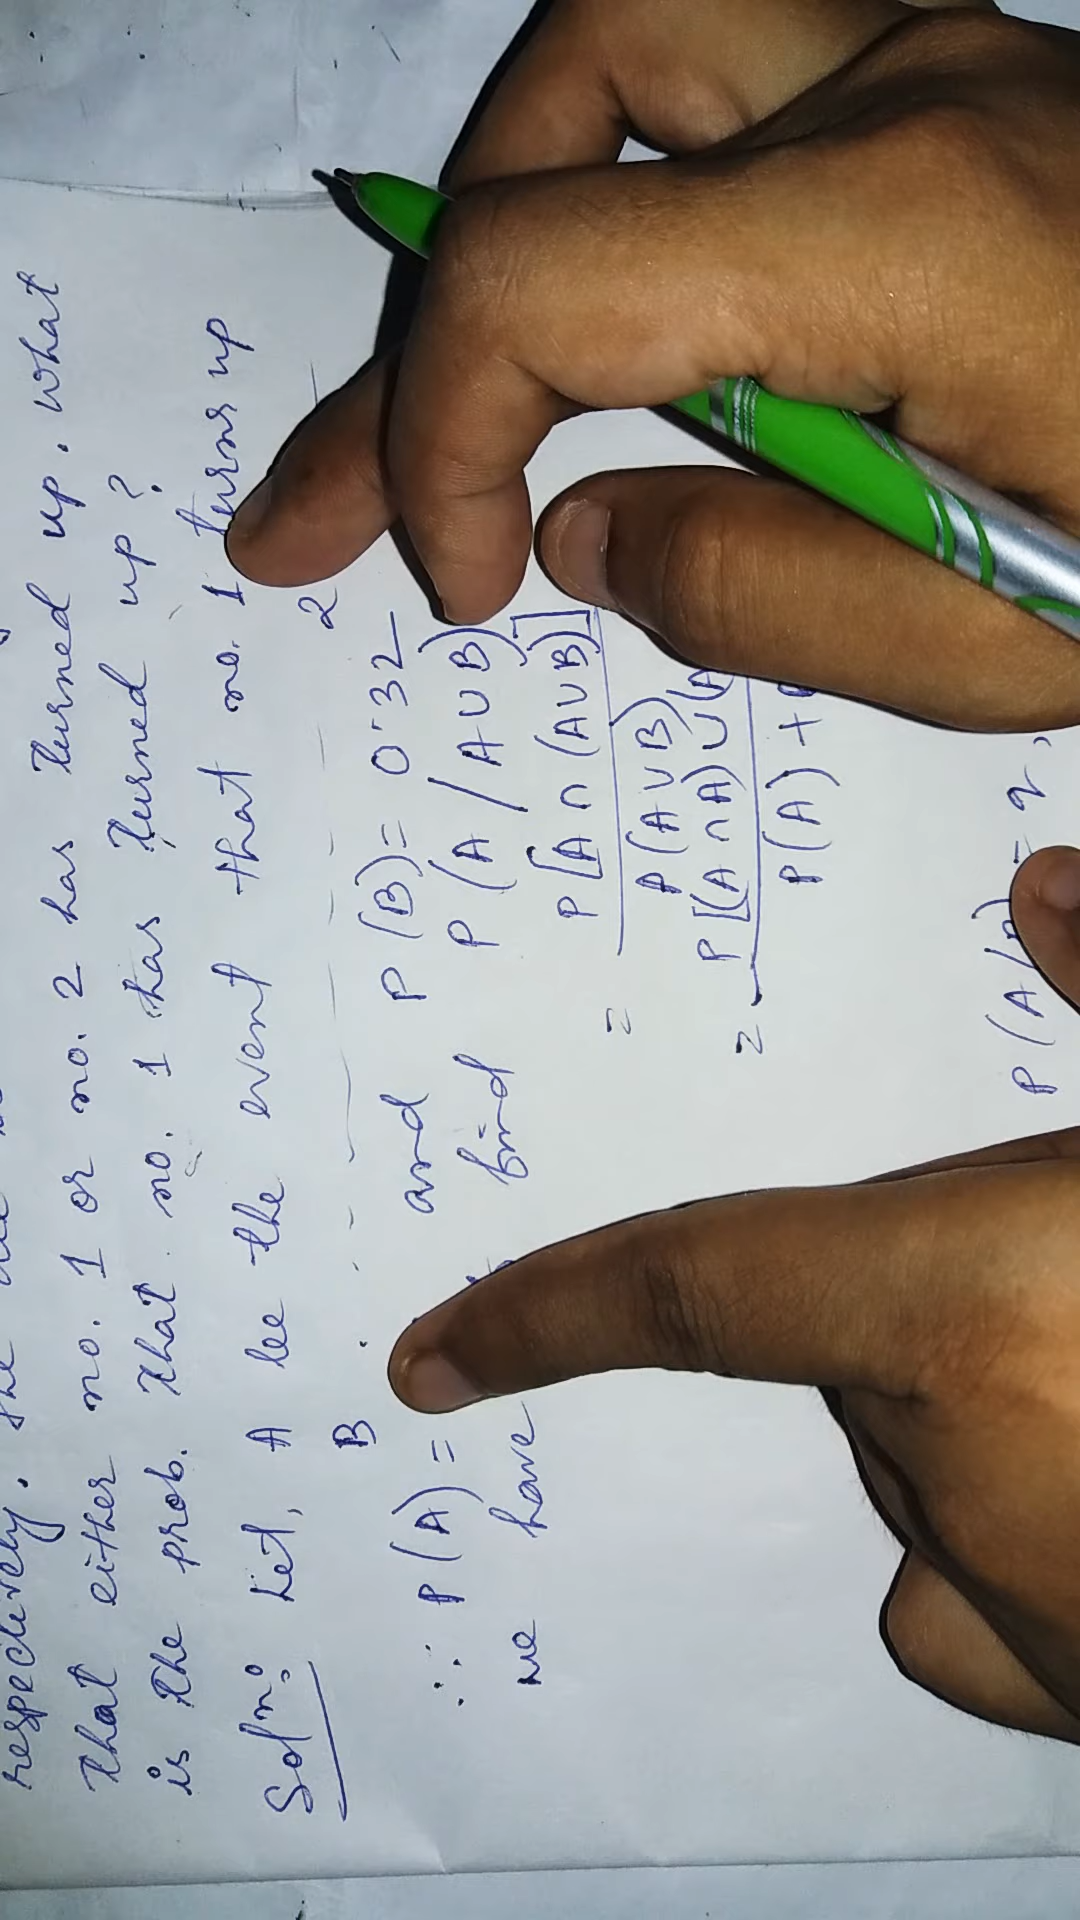 respectively. The
that either no. 1 or no. 2 has turned up. what
is the prob. that no. 1 has turned up?
Soln: Let, A be the event that no. 1 turns up
B 2
∴ P(A) = and P(B) = 0.32
we have find P(A/A∪B)
= P[A∩(A∪B)]
P(A∪B)
= P[(A∩A)∪(A
P(A) +
P(A
= 2,